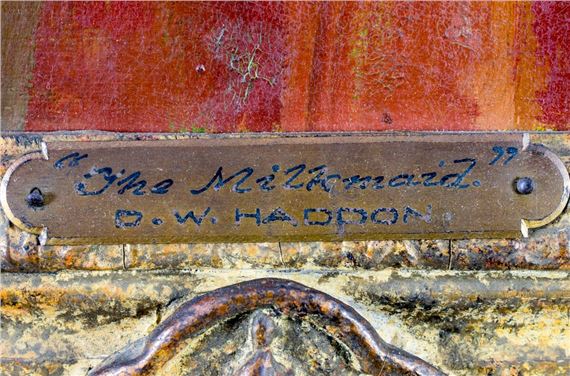 "The Milkmaid."
D. W. HADDON.